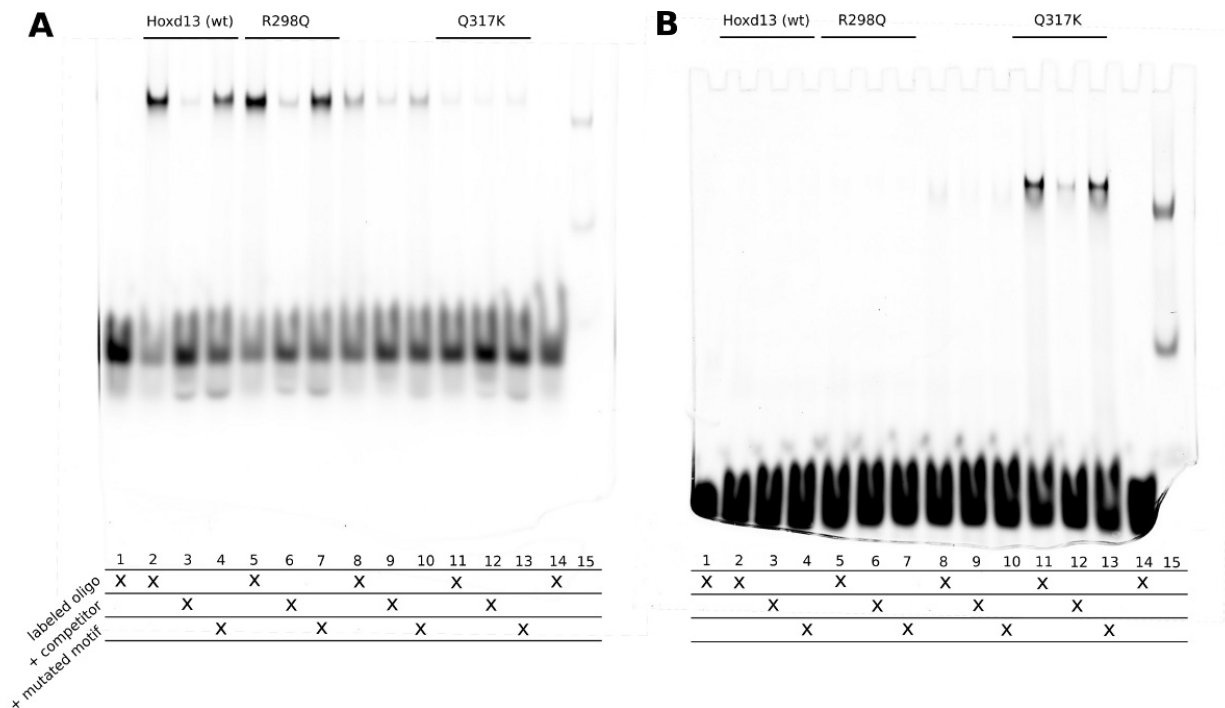 A
Hoxd13 (wt) R298Q Q317K
1 2 3 4 5 6 7 8 9 10 11 12 13 14 15
labeled oligo X X X X X X
+ competitor X X X X
+ mutated motif X X X X
B
Hoxd13 (wt) R298Q Q317K
1 2 3 4 5 6 7 8 9 10 11 12 13 14 15
X X X X X X
X X X X
X X X X